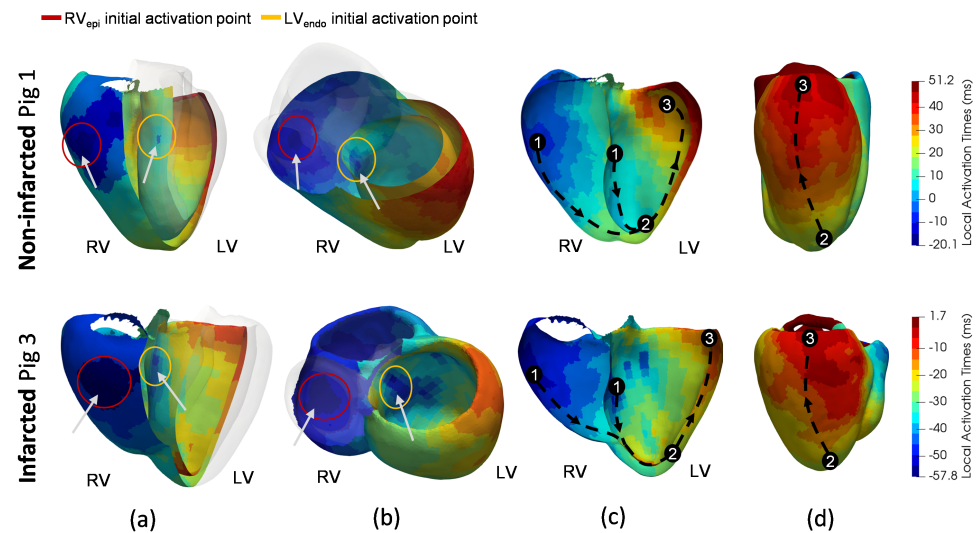 RVepi initial activation point LVendo initial activation point
Non-infarcted Pig 1
1
1
2
3
3
2
RV LV
RV LV
51.2
40
30
20
10
0
-10
-20.1
Local Activation Times (ms)
Infarcted Pig 3
1
1
2
3
3
2
RV LV
LV
RV LV
1.7
-10
-20
-30
-40
-50
-57.8
Local Activation Times (ms)
(a) (b) (c) (d)